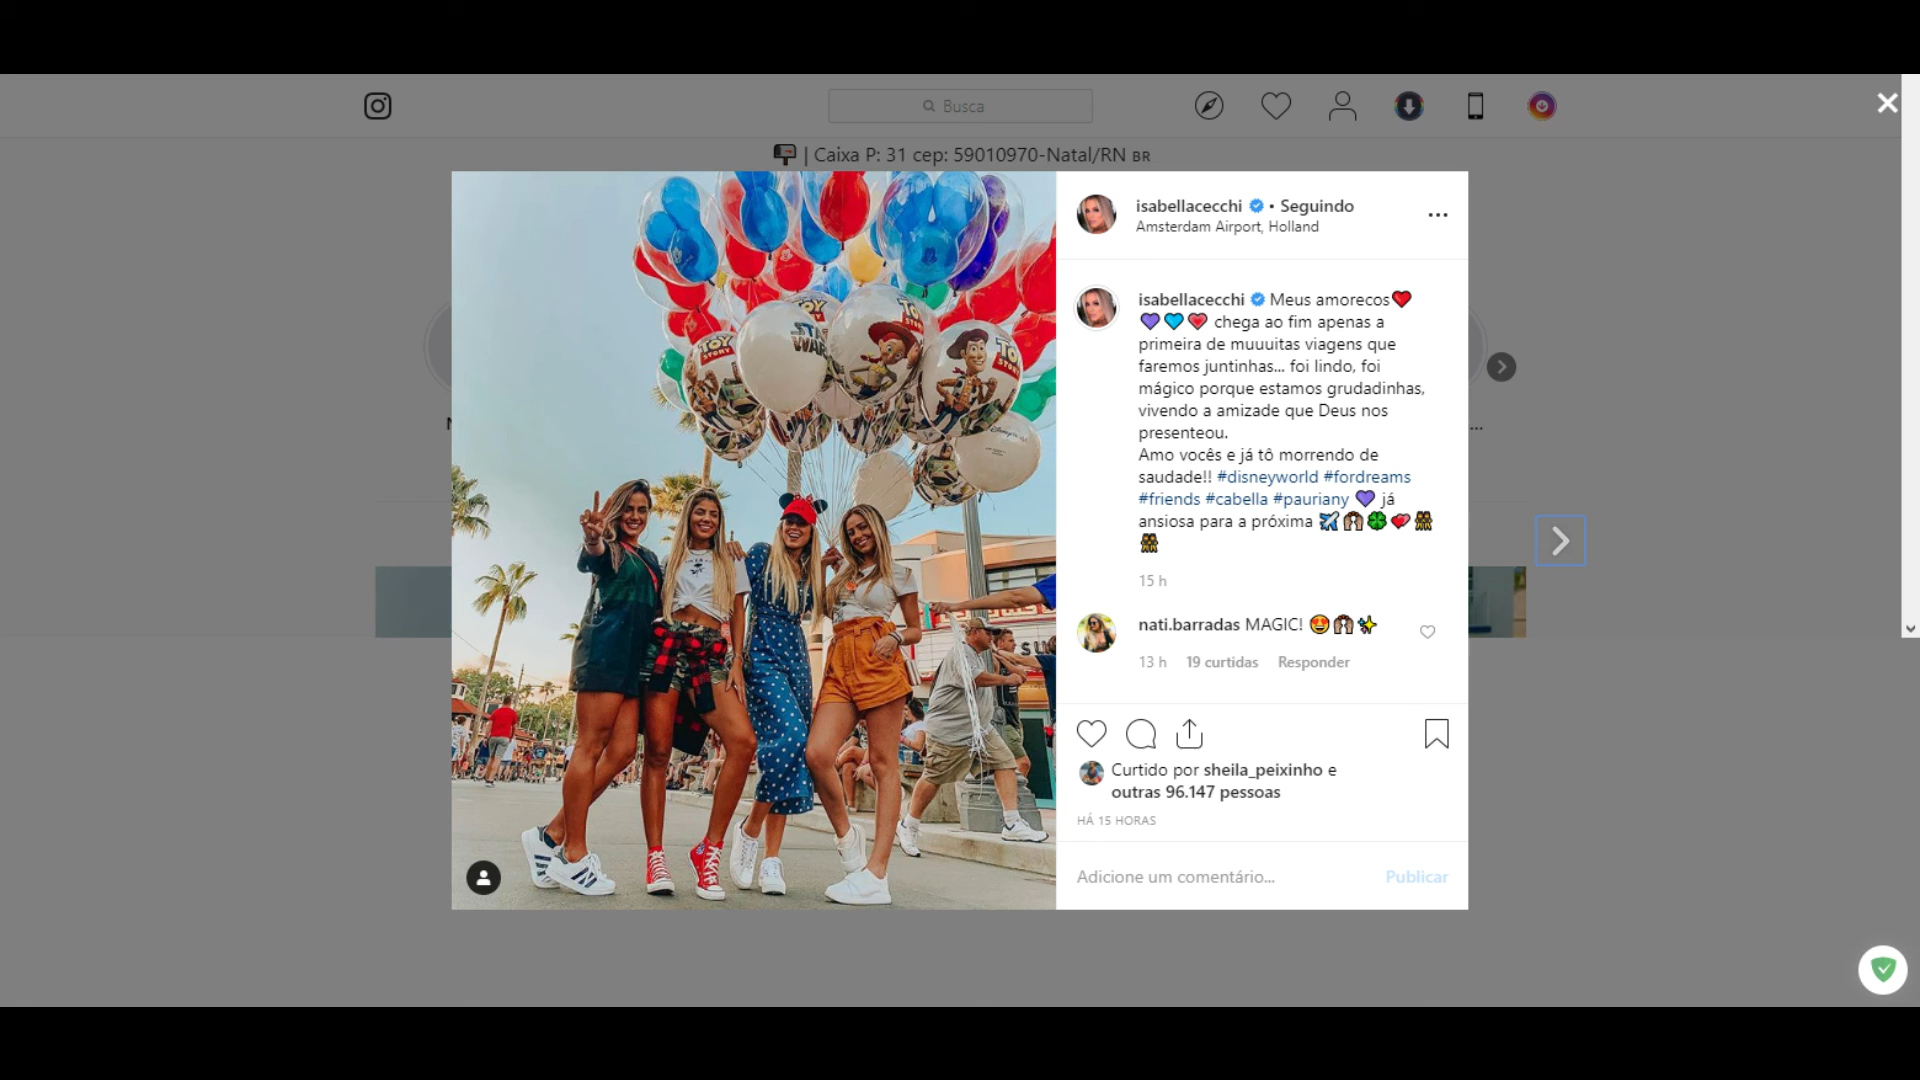 Busca
| Caixa P: 31 cep: 59010970-Natal/RN BR
isabellacecchi • Seguindo
Amsterdam Airport, Holland
isabellacecchi Meus amorecos❤️
💜💙💓 chega ao fim apenas a
primeira de muuuitas viagens que
faremos juntinhas... foi lindo, foi
mágico porque estamos grudadinhas,
vivendo a amizade que Deus nos
presenteou.
Amo vocês e já tô morrendo de
saudade!! #disneyworld #fordreams
#friends #cabella #pauriany 💜 já
ansiosa para a próxima
15 h
nati.barradas MAGIC!
13 h 19 curtidas Responder
Curtido por sheila_peixinho e
outras 96.147 pessoas
HÁ 15 HORAS
Adicione um comentário... Publicar
TOY
STORY
STAR
WARS
TOY
STORY
TO